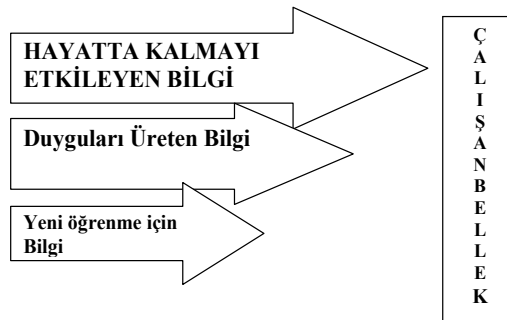 HAYATTA KALMAYI
ETKİLEYEN BİLGİ
Duyguları Üreten Bilgi
Yeni öğrenme için
Bilgi
Ç
A
L
I
Ş
A
N
B
E
L
L
E
K